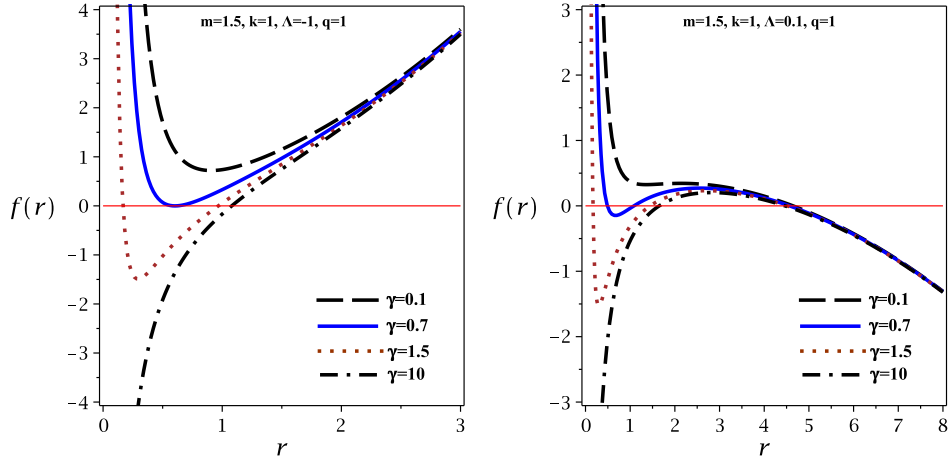 m=1.5, k=1, Λ=-1, q=1
4
3
2
1
0
−1
−2
−3
−4
f(r)
γ=0.1
γ=0.7
γ=1.5
γ=10
0 1 2 3
r
m=1.5, k=1, Λ=0.1, q=1
3
2
1
0
−1
−2
−3
f(r)
γ=0.1
γ=0.7
γ=1.5
γ=10
0 1 2 3 4 5 6 7 8
r